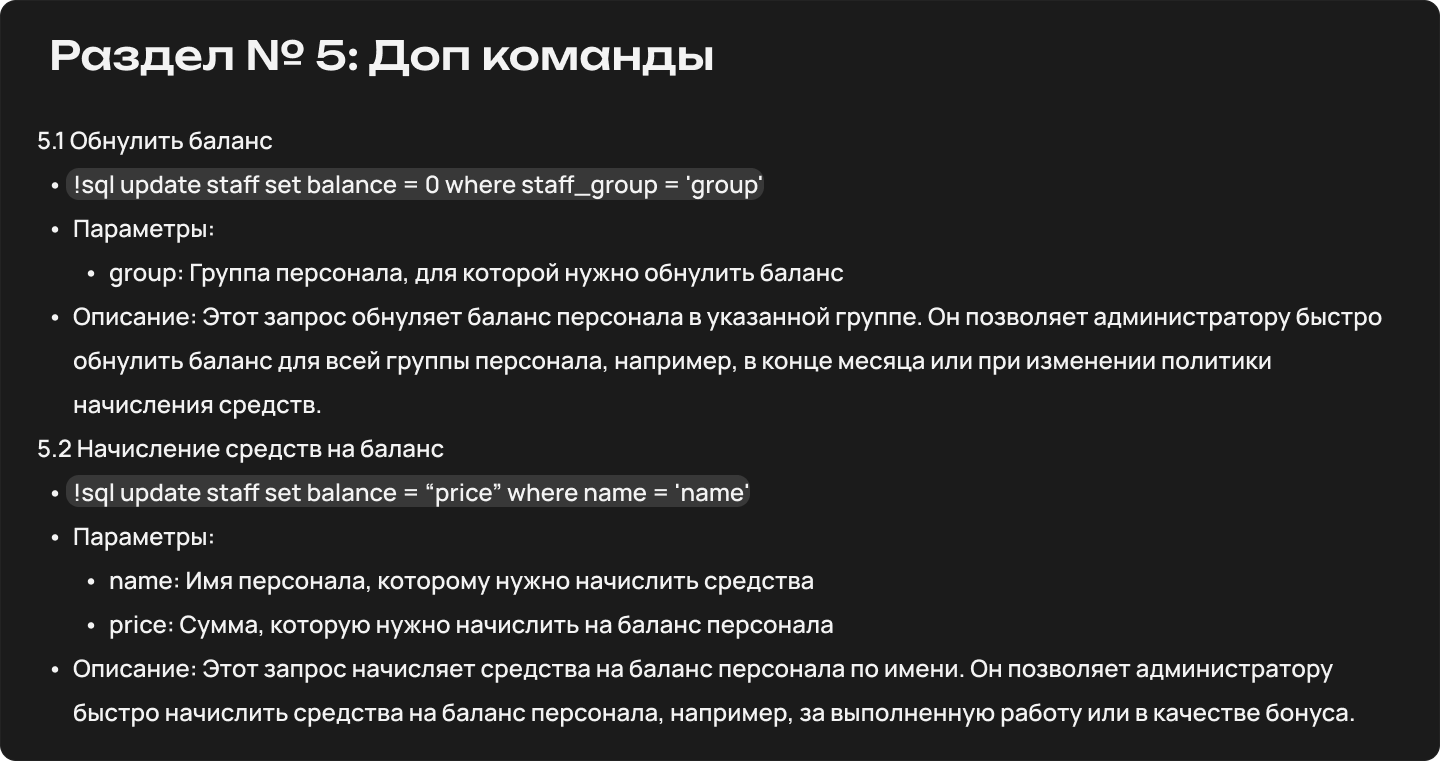 Раздел № 5: Доп команды
5.1 Обнулить баланс
• !sql update staff set balance = 0 where staff_group = 'group'
• Параметры:
• group: Группа персонала, для которой нужно обнулить баланс
• Описание: Этот запрос обнуляет баланс персонала в указанной группе. Он позволяет администратору быстро
обнулить баланс для всей группы персонала, например, в конце месяца или при изменении политики
начисления средств.
5.2 Начисление средств на баланс
• !sql update staff set balance = “price” where name = 'name'
• Параметры:
• name: Имя персонала, которому нужно начислить средства
• price: Сумма, которую нужно начислить на баланс персонала
• Описание: Этот запрос начисляет средства на баланс персонала по имени. Он позволяет администратору
быстро начислить средства на баланс персонала, например, за выполненную работу или в качестве бонуса.